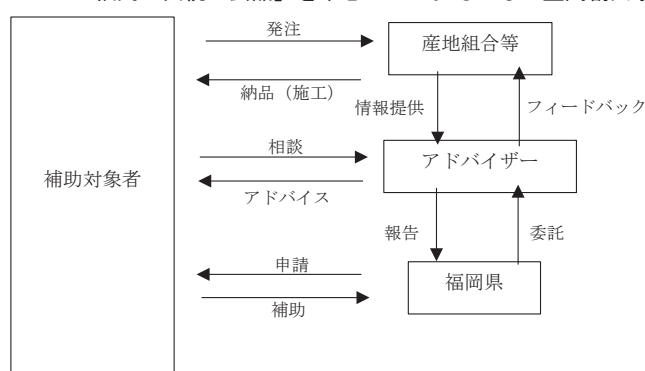 発注
産地組合等
納品（施工）
情報提供
フィードバック
相談
アドバイザー
補助対象者
アドバイス
報告
委託
申請
福岡県
補助